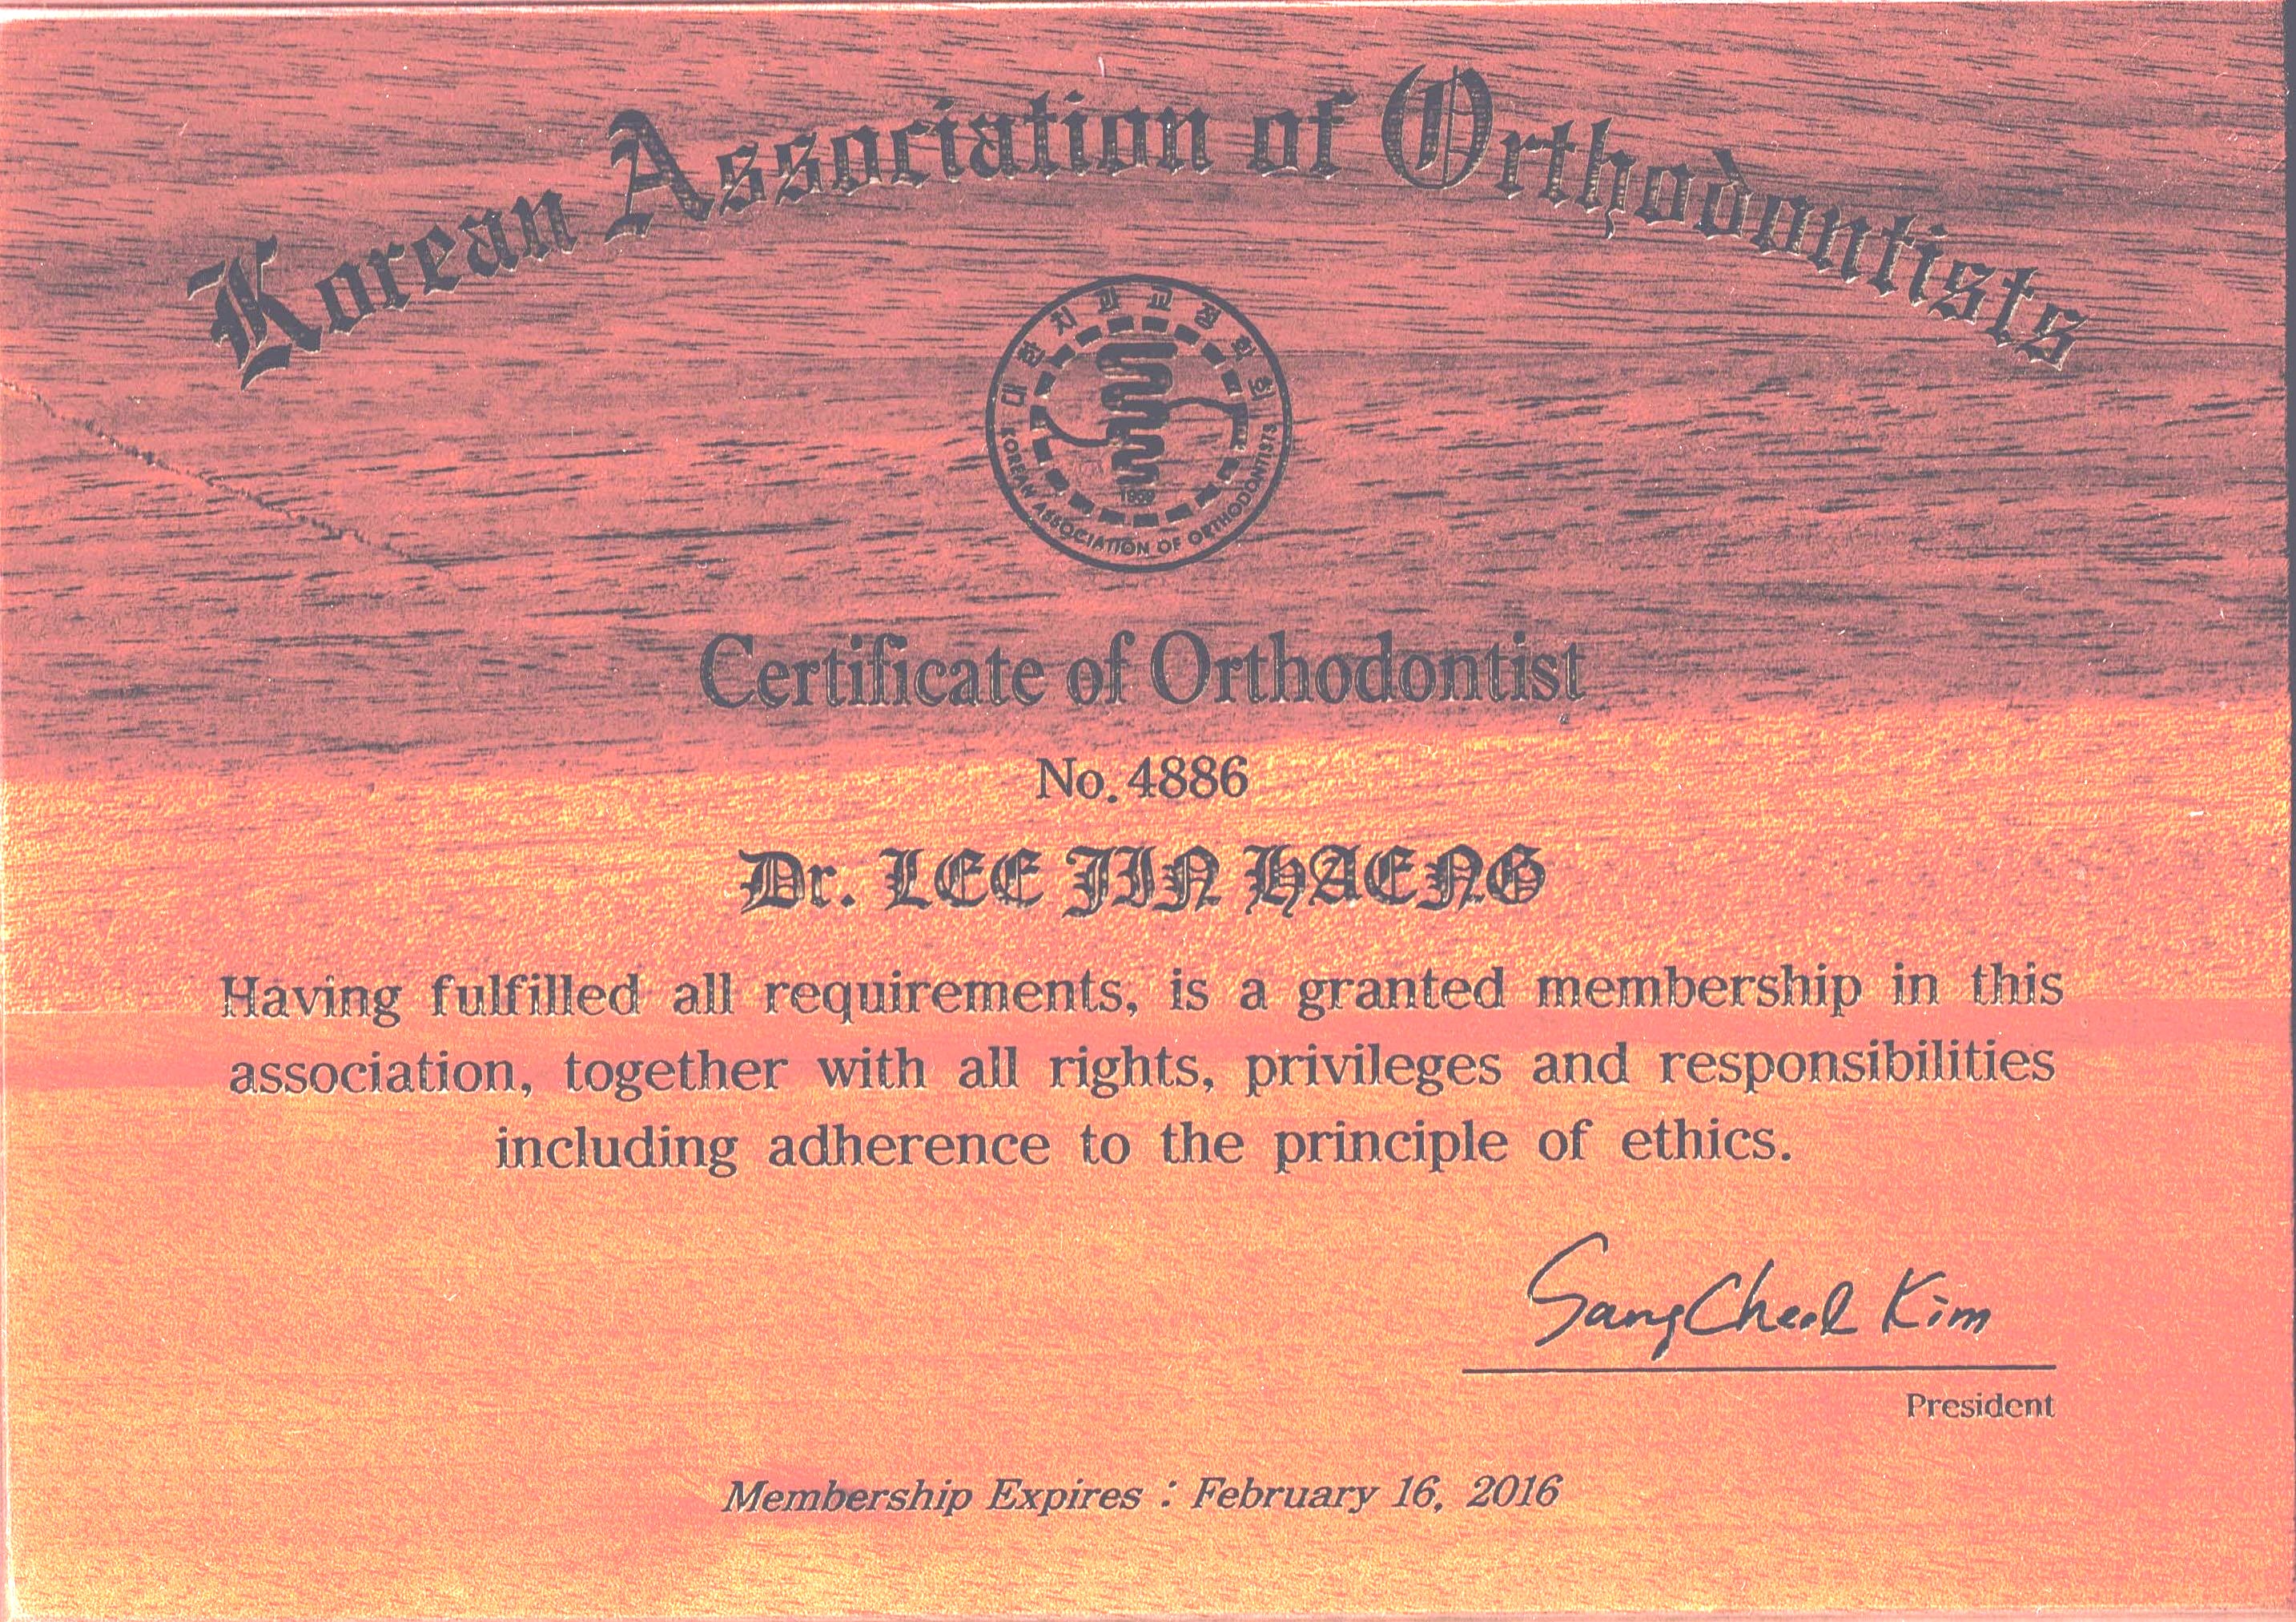 Korean Association of Orthodontists
대한치과교정학회
1959
KOREAN ASSOCIATION OF ORTHODONTISTS
Certificate of Orthodontist
No. 4886
Dr. LEE JIN HAENG
Having fulfilled all requirements, is a granted membership in this
association, together with all rights, privileges and responsibilities
including adherence to the principle of ethics.
SangCheol Kim
President
Membership Expires : February 16, 2016